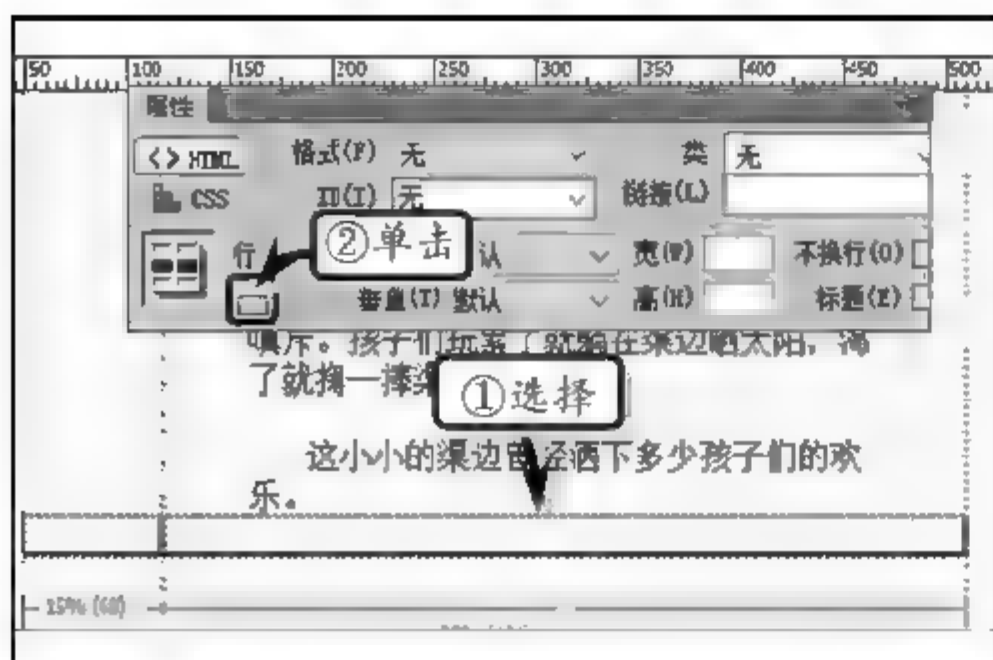 50 100 150 200 250 300 350 400 450 500
属性
<> HTML 格式(F) 无 类 无
CSS ID(I) 无 链接(L)
行 ②单击 认 宽(W) 不换行(O)
垂直(T) 默认 高(H) 标题(E)
孩子们玩累了就躺在渠边晒太阳，渴
了就掬一捧
①选择
这小小的渠边曾经洒下多少孩子们的欢
乐。
15% (60)